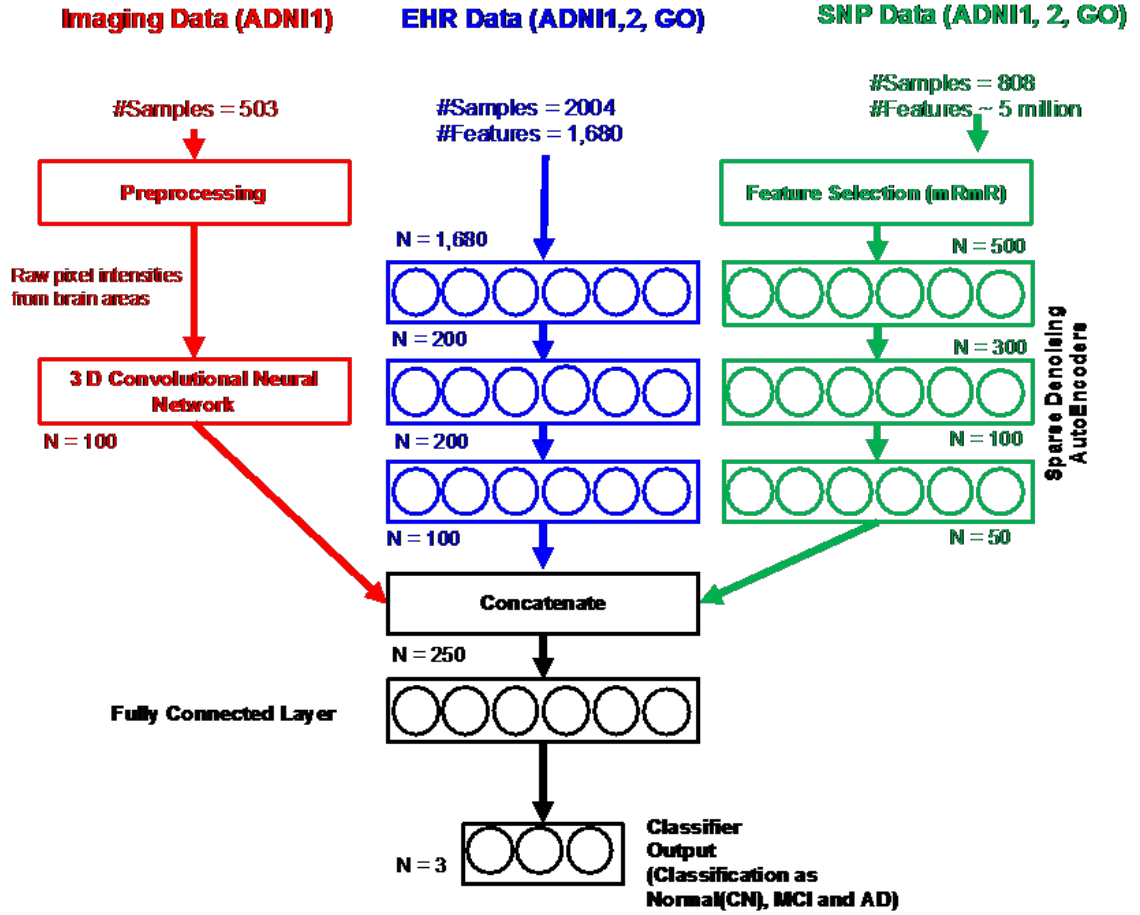 Imaging Data (ADNI1)
EHR Data (ADNI1,2, GO)
SNP Data (ADNI1, 2, GO)
#Samples = 503
#Samples = 2004
#Features = 1,680
#Samples = 808
#Features ~ 5 million
Preprocessing
Feature Selection (mRmR)
N = 1,680
N = 500
Raw pixel intensities
from brain areas
N = 200
N = 300
3 D Convolutional Neural
Network
N = 100
N = 200
N = 100
Sparse Denoising
AutoEncoders
N = 100
N = 50
Concatenate
N = 250
Fully Connected Layer
N = 3
Classifier
Output
(Classification as
Normal(CN), MCI and AD)